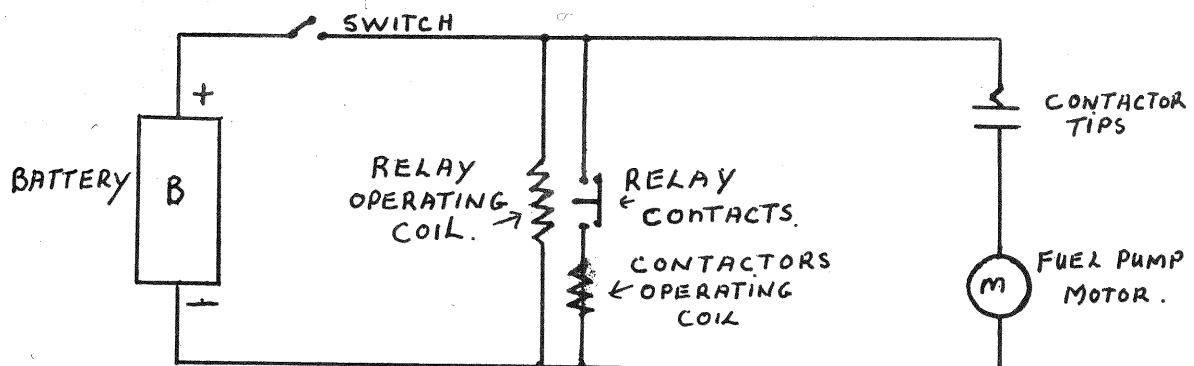 SWITCH
+
CONTACTOR
TIPS
BATTERY
B
RELAY
OPERATING
COIL.
RELAY
CONTACTS.
CONTACTORS
OPERATING
COIL
M
FUEL PUMP
MOTOR.
-